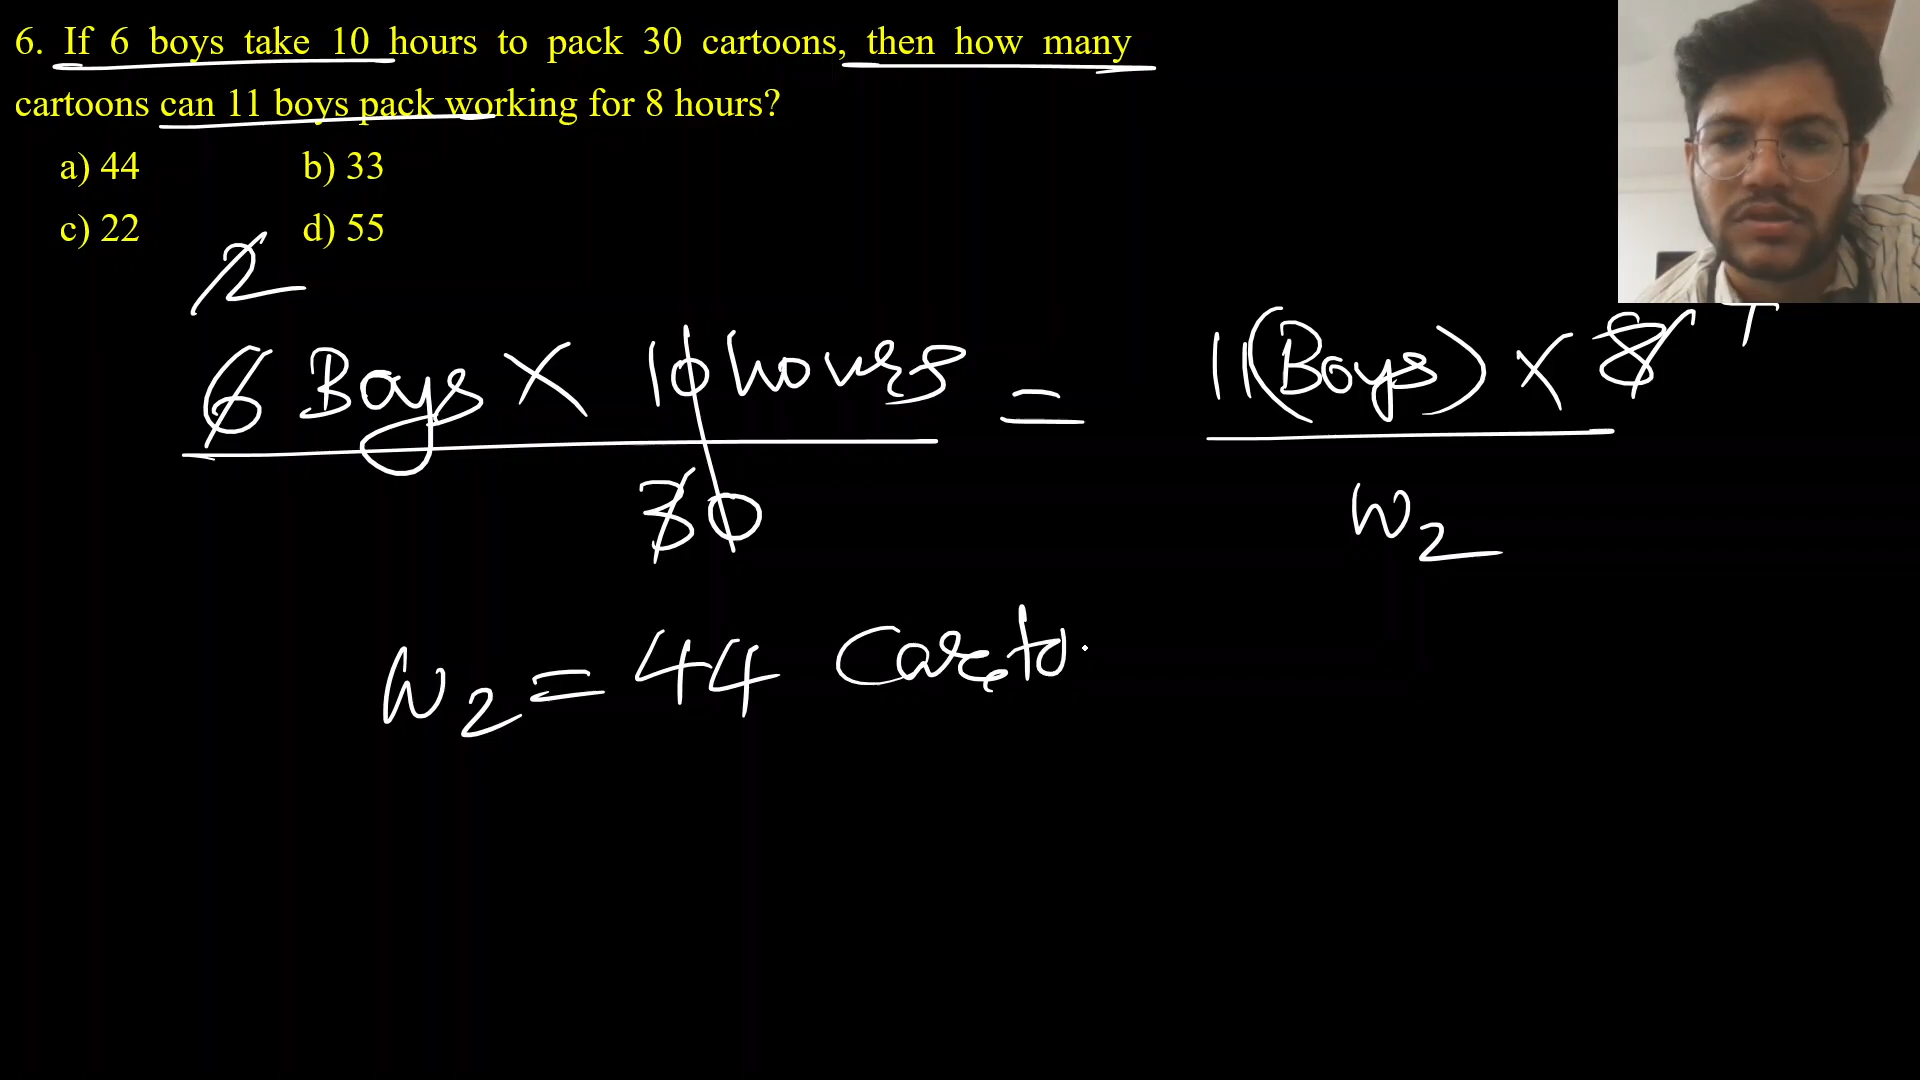 6. If 6 boys take 10 hours to pack 30 cartoons, then how many
cartoons can 11 boys pack working for 8 hours?
a) 44 b) 33
c) 22 d) 55
2
6 Boys × 10 hours = 11 (Boys) × 8
30 W2
W2 = 44 Carto.